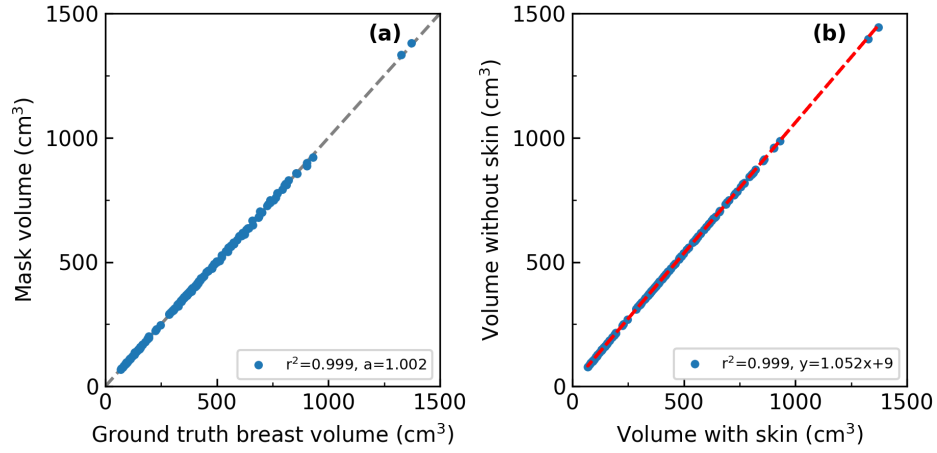 (a)
Mask volume (cm³)
1500
1000
500
0
0 500 1000 1500
r²=0.999, a=1.002
Ground truth breast volume (cm³)
(b)
Volume without skin (cm³)
1500
1000
500
0
0 500 1000 1500
r²=0.999, y=1.052x+9
Volume with skin (cm³)